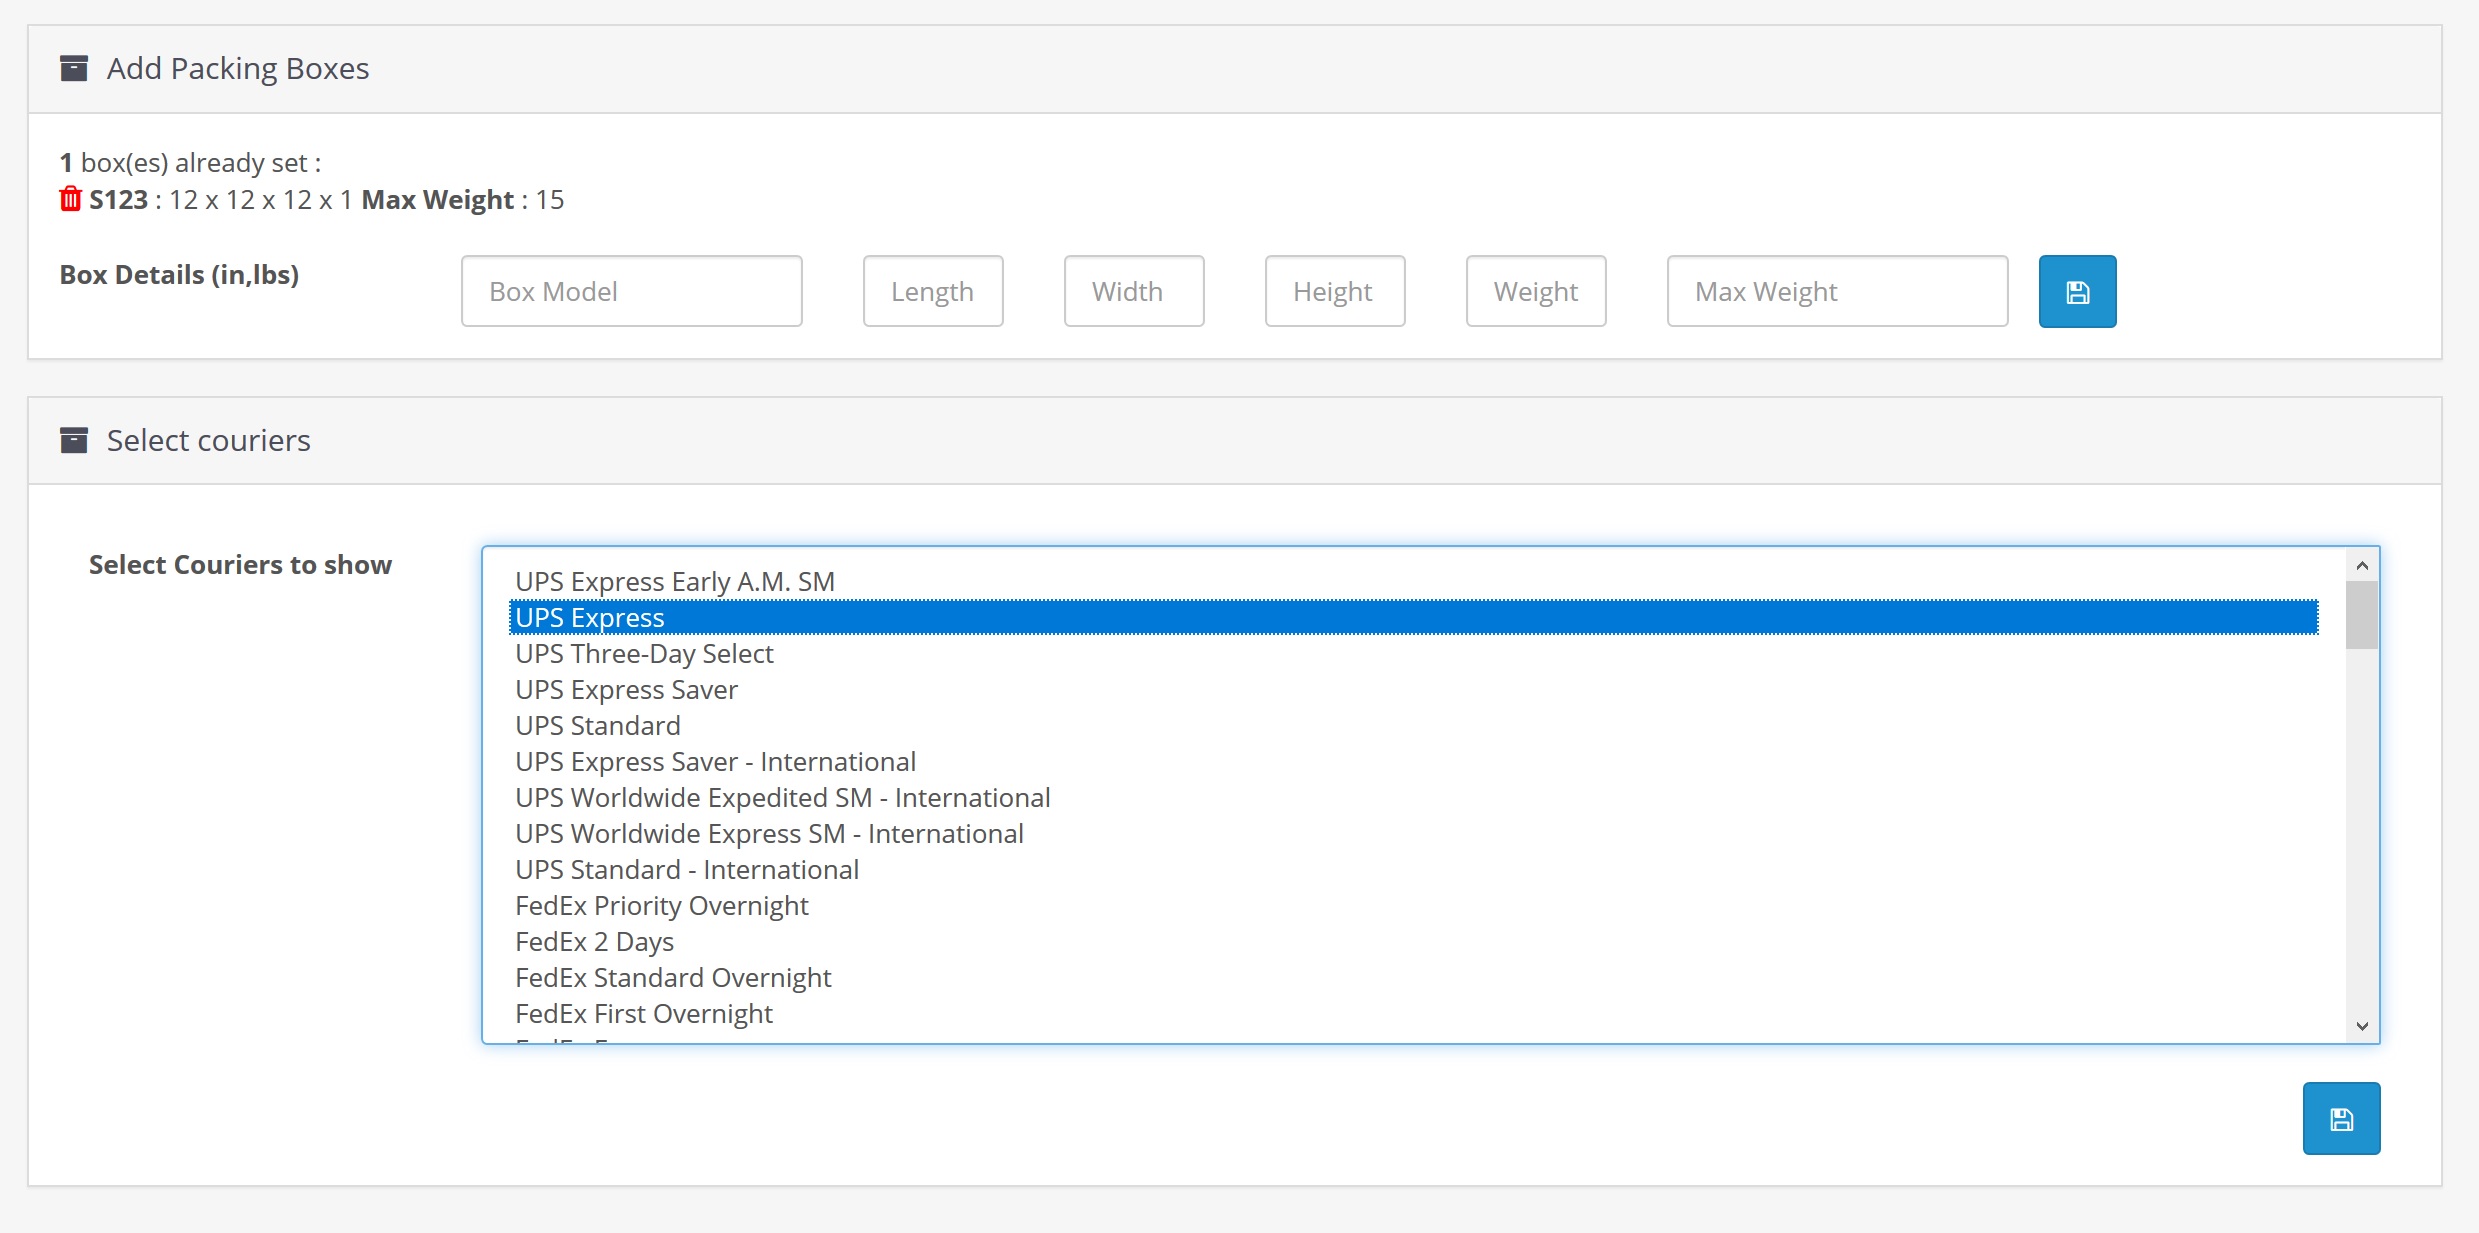 Add Packing Boxes
1 box(es) already set :
S123 : 12 x 12 x 12 x 1 Max Weight : 15
Box Details (in,lbs) Box Model Length Width Height Weight Max Weight
Select couriers
Select Couriers to show
UPS Express Early A.M. SM
UPS Express
UPS Three-Day Select
UPS Express Saver
UPS Standard
UPS Express Saver - International
UPS Worldwide Expedited SM - International
UPS Worldwide Express SM - International
UPS Standard - International
FedEx Priority Overnight
FedEx 2 Days
FedEx Standard Overnight
FedEx First Overnight